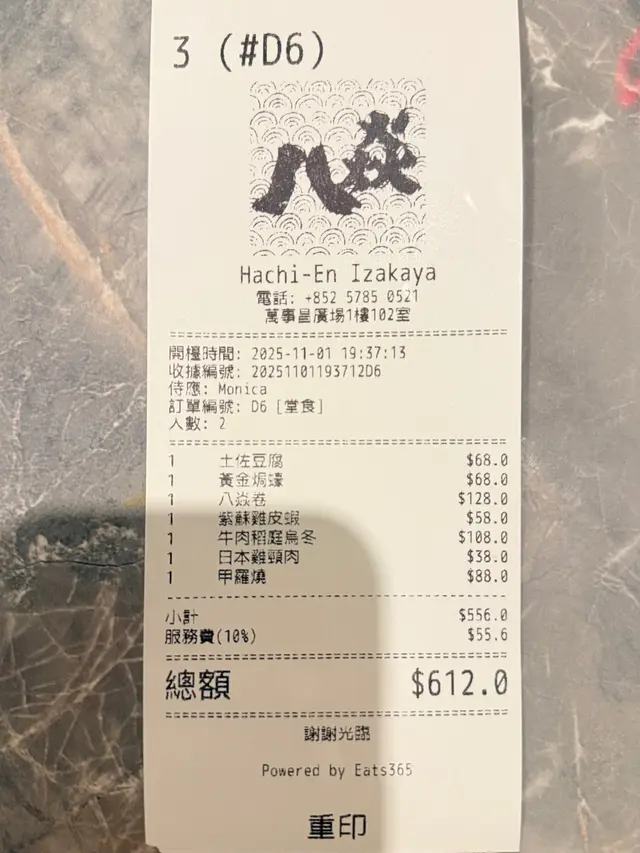 3 (#D6)
八焱
Hachi-En Izakaya
電話: +852 5785 0521
萬事昌廣場1樓102室
開檯時間: 2025-11-01 19:37:13
收據編號: 20251101193712D6
侍應: Monica
訂單編號: D6 [堂食]
人數: 2
1 土佐豆腐 $68.0
1 黃金焗蠔 $68.0
1 八焱卷 $128.0
1 紫蘇雞皮蝦 $58.0
1 牛肉稻庭烏冬 $108.0
1 日本雞頸肉 $38.0
1 甲羅燒 $88.0
小計 $556.0
服務費(10%) $55.6
總額 $612.0
謝謝光臨
Powered by Eats365
重印